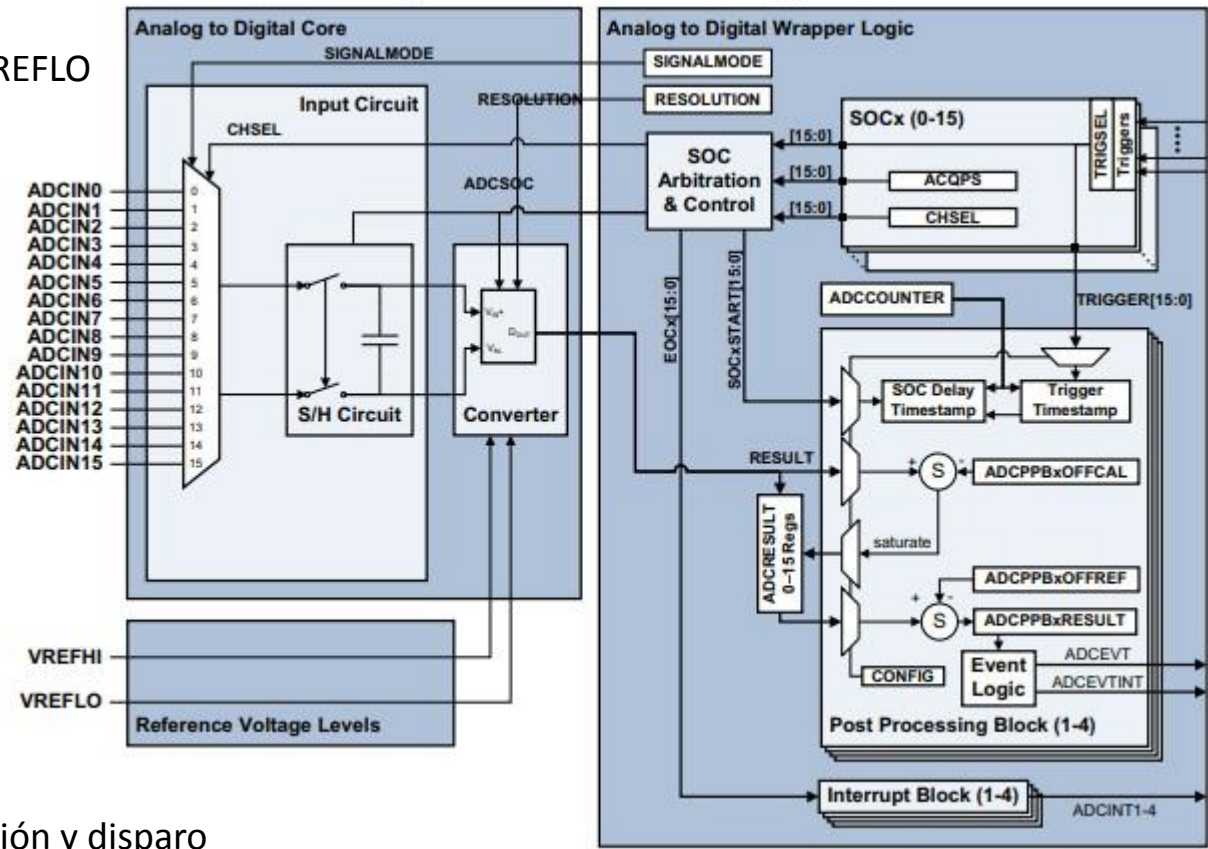 REFLO
Analog to Digital Core
Analog to Digital Wrapper Logic
SIGNALMODE
SIGNALMODE
RESOLUTION
RESOLUTION
Input Circuit
CHSEL
ADCSOC
SOC
Arbitration
& Control
[15:0]
[15:0]
[15:0]
SOCx (0-15)
TRIGSEL
Triggers
ACQPS
CHSEL
ADCIN0
ADCIN1
ADCIN2
ADCIN3
ADCIN4
ADCIN5
ADCIN6
ADCIN7
ADCIN8
ADCIN9
ADCIN10
ADCIN11
ADCIN12
ADCIN13
ADCIN14
ADCIN15
0
1
2
3
4
5
6
7
8
9
10
11
12
13
14
15
S/H Circuit
VIN+
VIN-
DOUT
Converter
EOCx[15:0]
SOCxSTART[15:0]
ADCCOUNTER
TRIGGER[15:0]
SOC Delay
Timestamp
Trigger
Timestamp
RESULT
+
-
S
ADCPPBxOFFCAL
saturate
ADCRESULT
0–15 Regs
ADCPPBxOFFREF
+
-
S
ADCPPBxRESULT
CONFIG
Event
Logic
ADCEVT
ADCEVTINT
Post Processing Block (1-4)
VREFHI
VREFLO
Reference Voltage Levels
Interrupt Block (1-4)
ADCINT1-4
ión y disparo